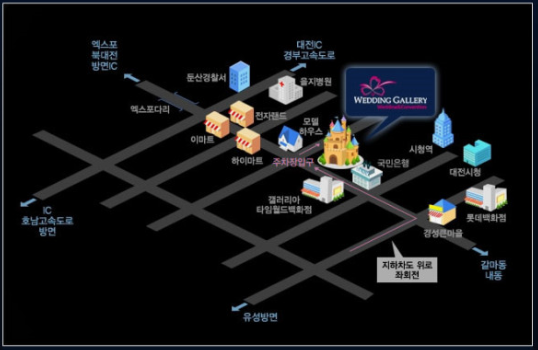 엑스포
북대전
방면IC
대전IC
경부고속도로
둔산경찰서
을지병원
엑스포다리
전자랜드
이마트
하이마트
모델
하우스
WEDDING GALLERY
주차장입구
국민은행
시청역
대전시청
갤러리아
타임월드백화점
롯데백화점
경성큰마을
IC
호남고속도로
방면
지하차도 위로
좌회전
갈마동
내동
유성방면